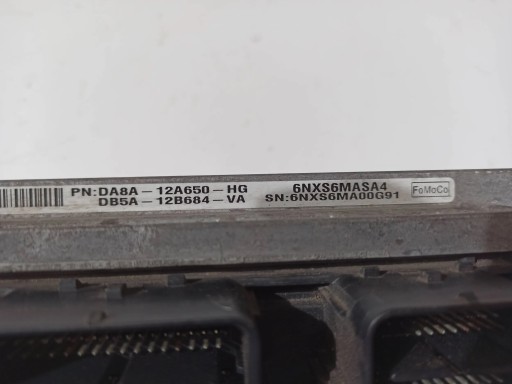 PN:DA8A-12A650-HG 6NXS6MASA4 FoMoCo
DB5A-12B684-VA SN:6NXS6MA00G91